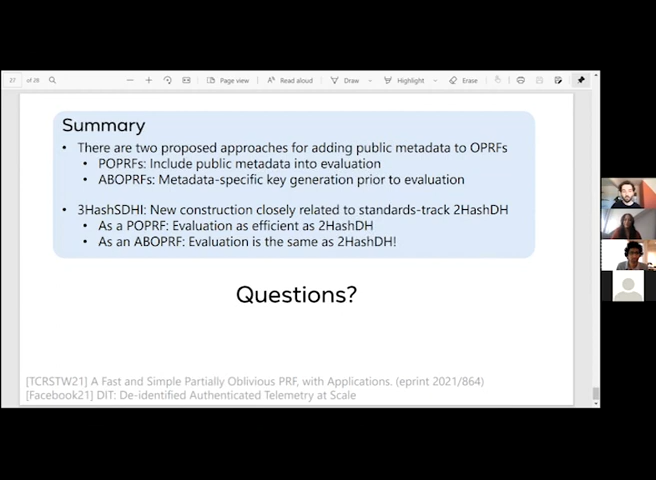 27 of 28
Page view
Read aloud
Draw
Highlight
Erase
Summary
• There are two proposed approaches for adding public metadata to OPRFs
• POPRFs: Include public metadata into evaluation
• ABOPRFs: Metadata-specific key generation prior to evaluation
• 3HashSDHI: New construction closely related to standards-track 2HashDH
• As a POPRF: Evaluation as efficient as 2HashDH
• As an ABOPRF: Evaluation is the same as 2HashDH!
Questions?
[TCRSTW21] A Fast and Simple Partially Oblivious PRF, with Applications. (eprint 2021/864)
[Facebook21] DIT: De-identified Authenticated Telemetry at Scale